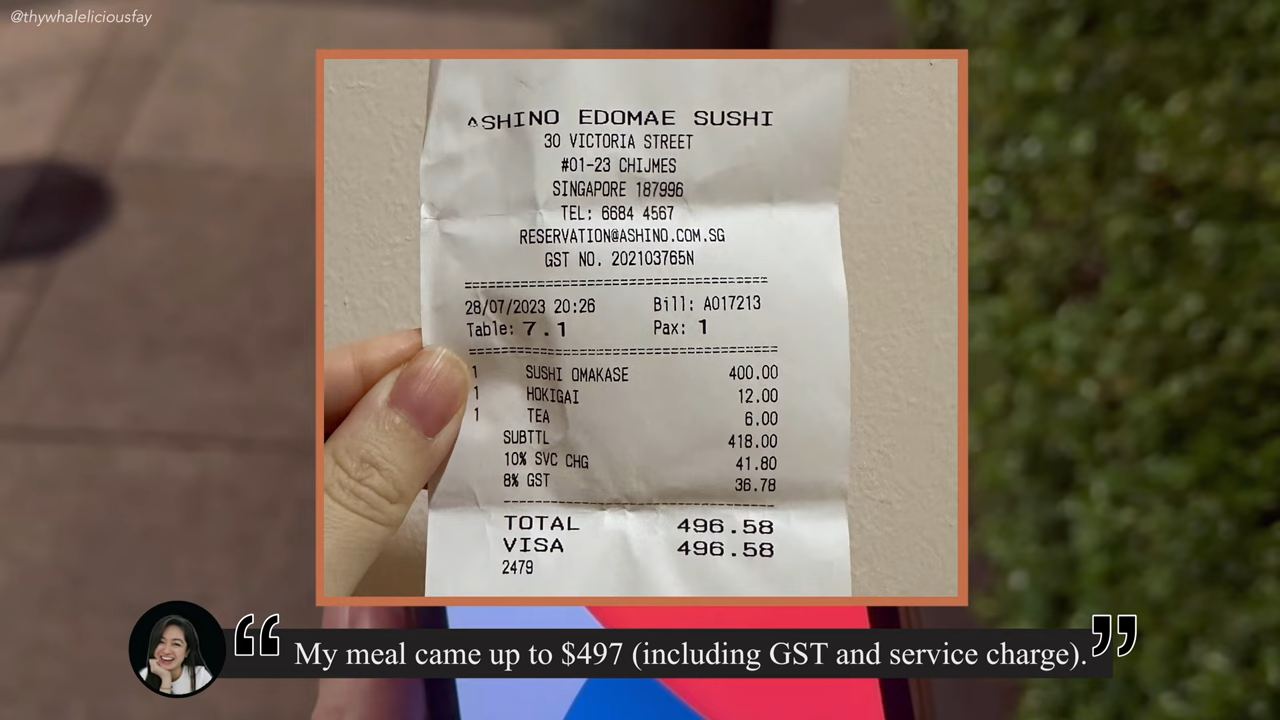 @thywhaleliciousfay
ASHINO EDOMAE SUSHI
30 VICTORIA STREET
#01-23 CHIJMES
SINGAPORE 187996
TEL: 6684 4567
RESERVATION@ASHINO.COM.SG
GST NO. 202103765N
======================================
28/07/2023 20:26 Bill: A017213
Table: 7.1 Pax: 1
======================================
1 SUSHI OMAKASE 400.00
1 HOKIGAI 12.00
1 TEA 6.00
SUBTTL 418.00
10% SVC CHG 41.80
8% GST 36.78
--------------------------------------
TOTAL 496.58
VISA 496.58
2479
“My meal came up to $497 (including GST and service charge).”